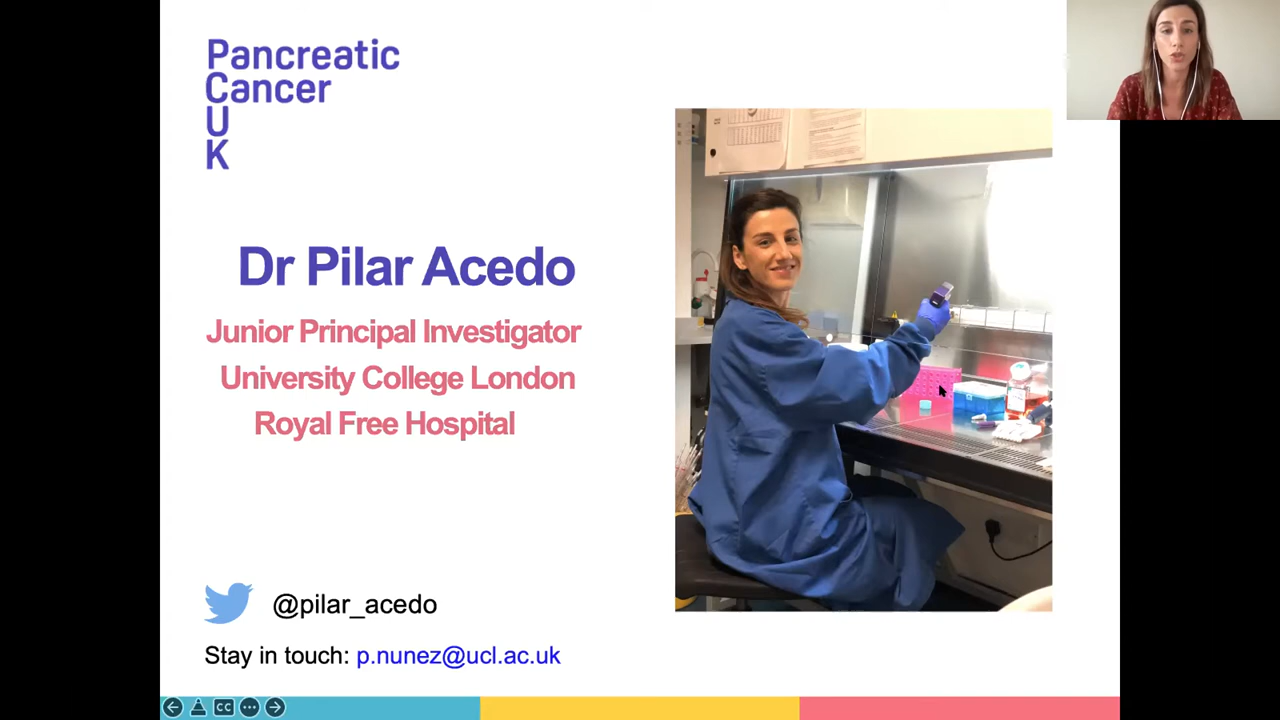 Pancreatic
Cancer
U
K
Dr Pilar Acedo
Junior Principal Investigator
University College London
Royal Free Hospital
@pilar_acedo
Stay in touch: p.nunez@ucl.ac.uk
CC